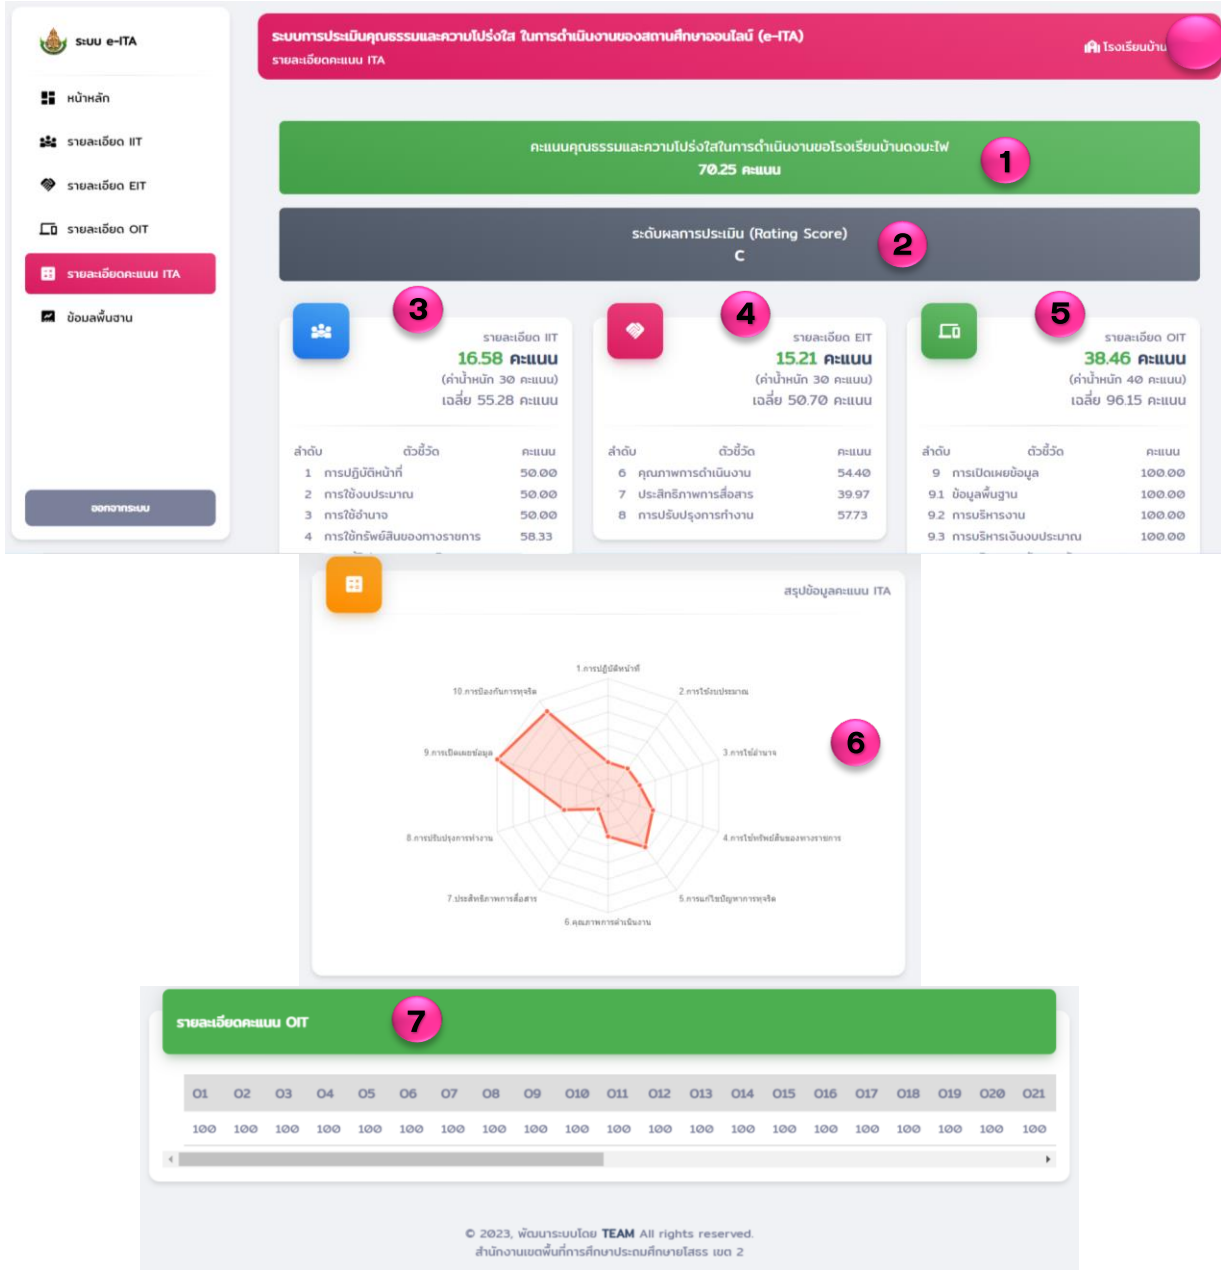 ระบบ e-ITA
หน้าหลัก
รายละเอียด IIT
รายละเอียด EIT
รายละเอียด OIT
รายละเอียดคะแนน ITA
ข้อมูลพื้นฐาน
ออกจากระบบ
ระบบการประเมินคุณธรรมและความโปร่งใส ในการดำเนินงานของสถานศึกษาออนไลน์ (e-ITA)
รายละเอียดคะแนน ITA
โรงเรียนบ้าน
คะแนนคุณธรรมและความโปร่งใสในการดำเนินงานขอโรงเรียนบ้านดงมะไฟ
70.25 คะแนน
1
ระดับผลการประเมิน (Rating Score)
C
2
3
รายละเอียด IIT
16.58 คะแนน
(ค่าน้ำหนัก 30 คะแนน)
เฉลี่ย 55.28 คะแนน
ลำดับ ตัวชี้วัด คะแนน
1 การปฏิบัติหน้าที่ 50.00
2 การใช้งบประมาณ 50.00
3 การใช้อำนาจ 50.00
4 การใช้ทรัพย์สินของทางราชการ 58.33
4
รายละเอียด EIT
15.21 คะแนน
(ค่าน้ำหนัก 30 คะแนน)
เฉลี่ย 50.70 คะแนน
ลำดับ ตัวชี้วัด คะแนน
6 คุณภาพการดำเนินงาน 54.40
7 ประสิทธิภาพการสื่อสาร 39.97
8 การปรับปรุงการทำงาน 57.73
5
รายละเอียด OIT
38.46 คะแนน
(ค่าน้ำหนัก 40 คะแนน)
เฉลี่ย 96.15 คะแนน
ลำดับ ตัวชี้วัด คะแนน
9 การเปิดเผยข้อมูล 100.00
9.1 ข้อมูลพื้นฐาน 100.00
9.2 การบริหารงาน 100.00
9.3 การบริหารเงินงบประมาณ 100.00
สรุปข้อมูลคะแนน ITA
1.การปฏิบัติหน้าที่
2.การใช้งบประมาณ
3.การใช้อำนาจ
4.การใช้ทรัพย์สินของทางราชการ
5.การแก้ไขปัญหาการทุจริต
6.คุณภาพการดำเนินงาน
7.ประสิทธิภาพการสื่อสาร
8.การปรับปรุงการทำงาน
9.การเปิดเผยข้อมูล
10.การป้องกันการทุจริต
6
รายละเอียดคะแนน OIT
7
O1 O2 O3 O4 O5 O6 O7 O8 O9 O10 O11 O12 O13 O14 O15 O16 O17 O18 O19 O20 O21
100 100 100 100 100 100 100 100 100 100 100 100 100 100 100 100 100 100 100 100 100
© 2023, พัฒนาระบบโดย TEAM All rights reserved.
สำนักงานเขตพื้นที่การศึกษาประถมศึกษายโสธร เขต 2